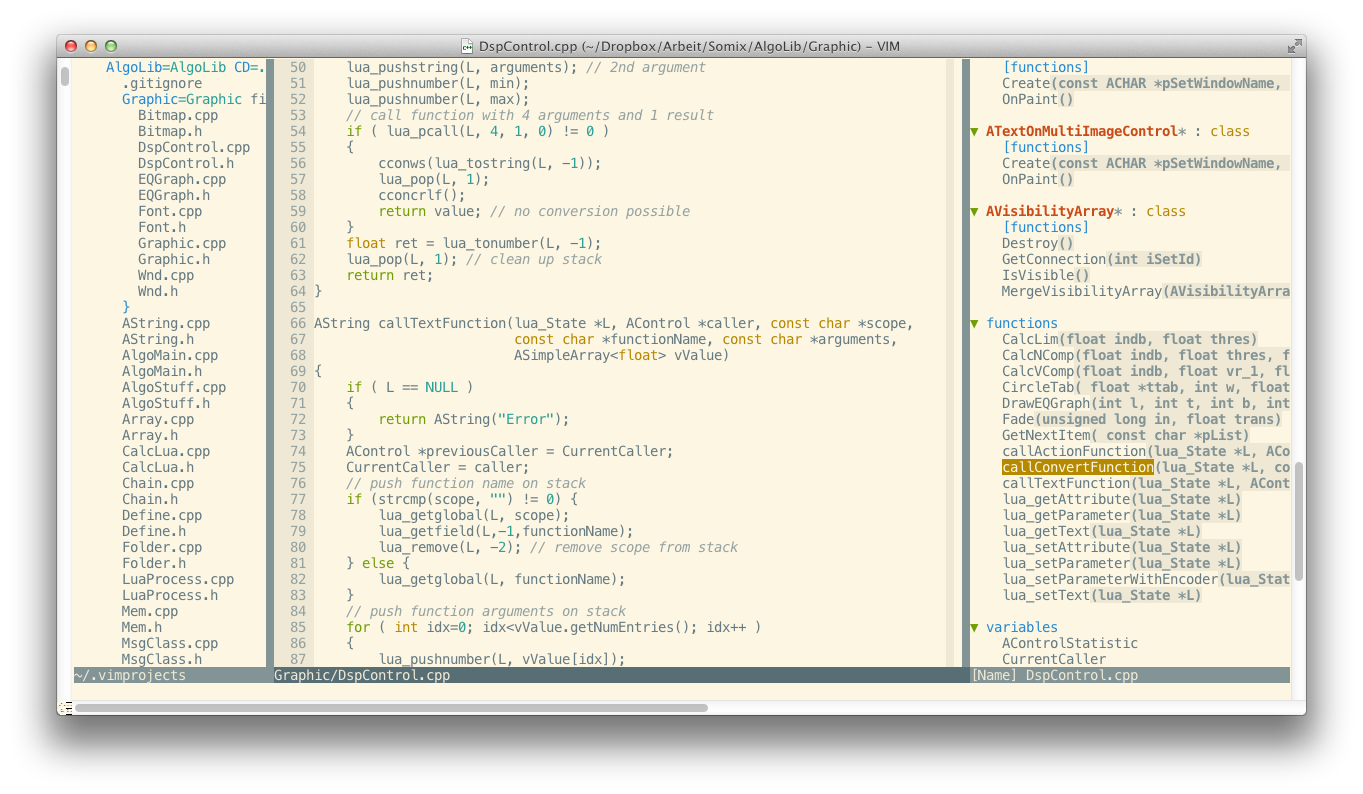 DspControl.cpp (~/Dropbox/Arbeit/Somix/AlgoLib/Graphic) – VIM
AlgoLib=AlgoLib CD=.
.gitignore
Graphic=Graphic fi
Bitmap.cpp
Bitmap.h
DspControl.cpp
DspControl.h
EQGraph.cpp
EQGraph.h
Font.cpp
Font.h
Graphic.cpp
Graphic.h
Wnd.cpp
Wnd.h
}
AString.cpp
AString.h
AlgoMain.cpp
AlgoMain.h
AlgoStuff.cpp
AlgoStuff.h
Array.cpp
Array.h
CalcLua.cpp
CalcLua.h
Chain.cpp
Chain.h
Define.cpp
Define.h
Folder.cpp
Folder.h
LuaProcess.cpp
LuaProcess.h
Mem.cpp
Mem.h
MsgClass.cpp
MsgClass.h
~/.vimprojects
50 lua_pushstring(L, arguments); // 2nd argument
51 lua_pushnumber(L, min);
52 lua_pushnumber(L, max);
53 // call function with 4 arguments and 1 result
54 if ( lua_pcall(L, 4, 1, 0) != 0 )
55 {
56 cconws(lua_tostring(L, -1));
57 lua_pop(L, 1);
58 cconcrlf();
59 return value; // no conversion possible
60 }
61 float ret = lua_tonumber(L, -1);
62 lua_pop(L, 1); // clean up stack
63 return ret;
64 }
65
66 AString callTextFunction(lua_State *L, AControl *caller, const char *scope,
67 const char *functionName, const char *arguments,
68 ASimpleArray<float> vValue)
69 {
70 if ( L == NULL )
71 {
72 return AString("Error");
73 }
74 AControl *previousCaller = CurrentCaller;
75 CurrentCaller = caller;
76 // push function name on stack
77 if (strcmp(scope, "") != 0) {
78 lua_getglobal(L, scope);
79 lua_getfield(L,-1,functionName);
80 lua_remove(L, -2); // remove scope from stack
81 } else {
82 lua_getglobal(L, functionName);
83 }
84 // push function arguments on stack
85 for ( int idx=0; idx<vValue.getNumEntries(); idx++ )
86 {
87 lua_pushnumber(L, vValue[idx]);
Graphic/DspControl.cpp
[functions]
Create(const ACHAR *pSetWindowName,
OnPaint()
▼ ATextOnMultiImageControl* : class
[functions]
Create(const ACHAR *pSetWindowName,
OnPaint()
▼ AVisibilityArray* : class
[functions]
Destroy()
GetConnection(int iSetId)
IsVisible()
MergeVisibilityArray(AVisibilityArra
▼ functions
CalcLim(float indb, float thres)
CalcNComp(float indb, float thres, f
CalcVComp(float indb, float vr_1, fl
CircleTab( float *ttab, int w, float
DrawEQGraph(int l, int t, int b, int
Fade(unsigned long in, float trans)
GetNextItem( const char *pList)
callActionFunction(lua_State *L, ACo
callConvertFunction(lua_State *L, co
callTextFunction(lua_State *L, ACont
lua_getAttribute(lua_State *L)
lua_getParameter(lua_State *L)
lua_getText(lua_State *L)
lua_setAttribute(lua_State *L)
lua_setParameter(lua_State *L)
lua_setParameterWithEncoder(lua_Stat
lua_setText(lua_State *L)
▼ variables
AControlStatistic
CurrentCaller
[Name] DspControl.cpp